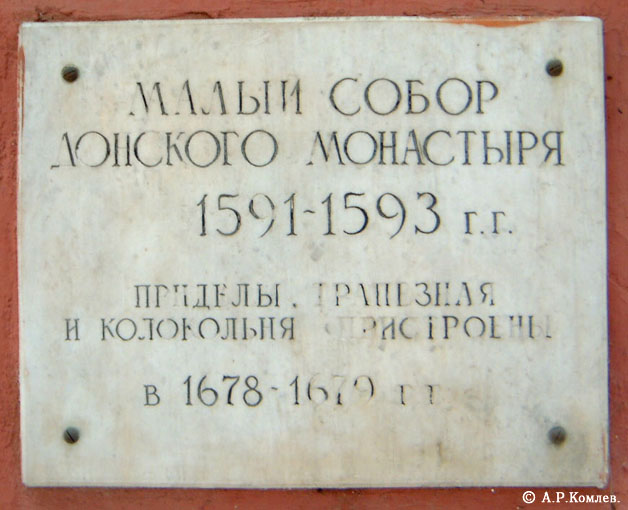 МАЛЫЙ СОБОР
ДОНСКОГО МОНАСТЫРЯ
1591-1593 г.г.
ПРИДЕЛЫ, ТРАПЕЗНАЯ
И КОЛОКОЛЬНЯ ПРИСТРОЕНЫ
В 1678-1679 г.г.
© А.Р.Комлев.